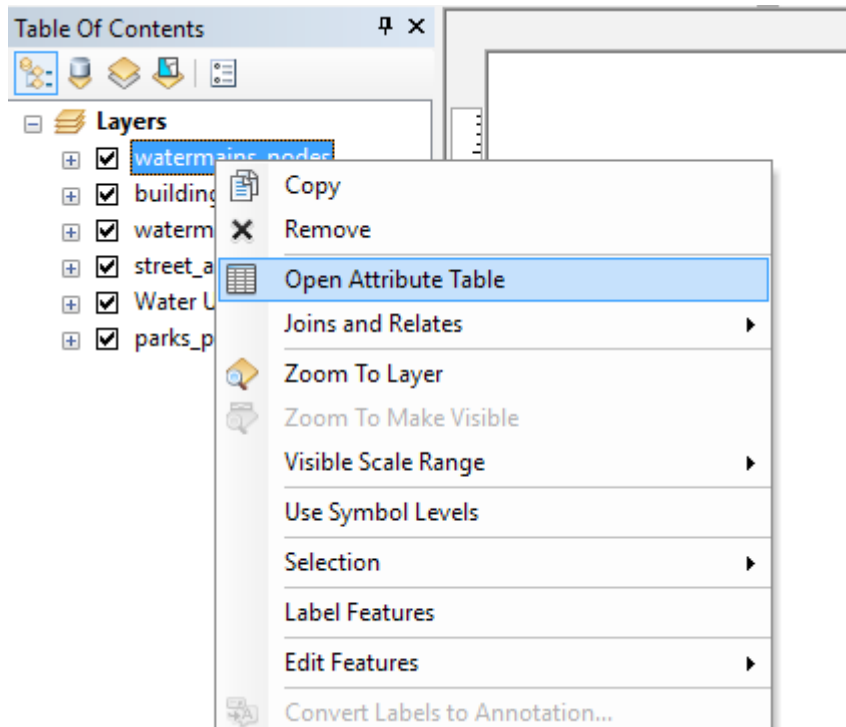 Table Of Contents
Layers
watermains_nodes
building
Copy
waterm
Remove
street_a
Open Attribute Table
Water U
Joins and Relates
parks_p
Zoom To Layer
Zoom To Make Visible
Visible Scale Range
Use Symbol Levels
Selection
Label Features
Edit Features
Convert Labels to Annotation...